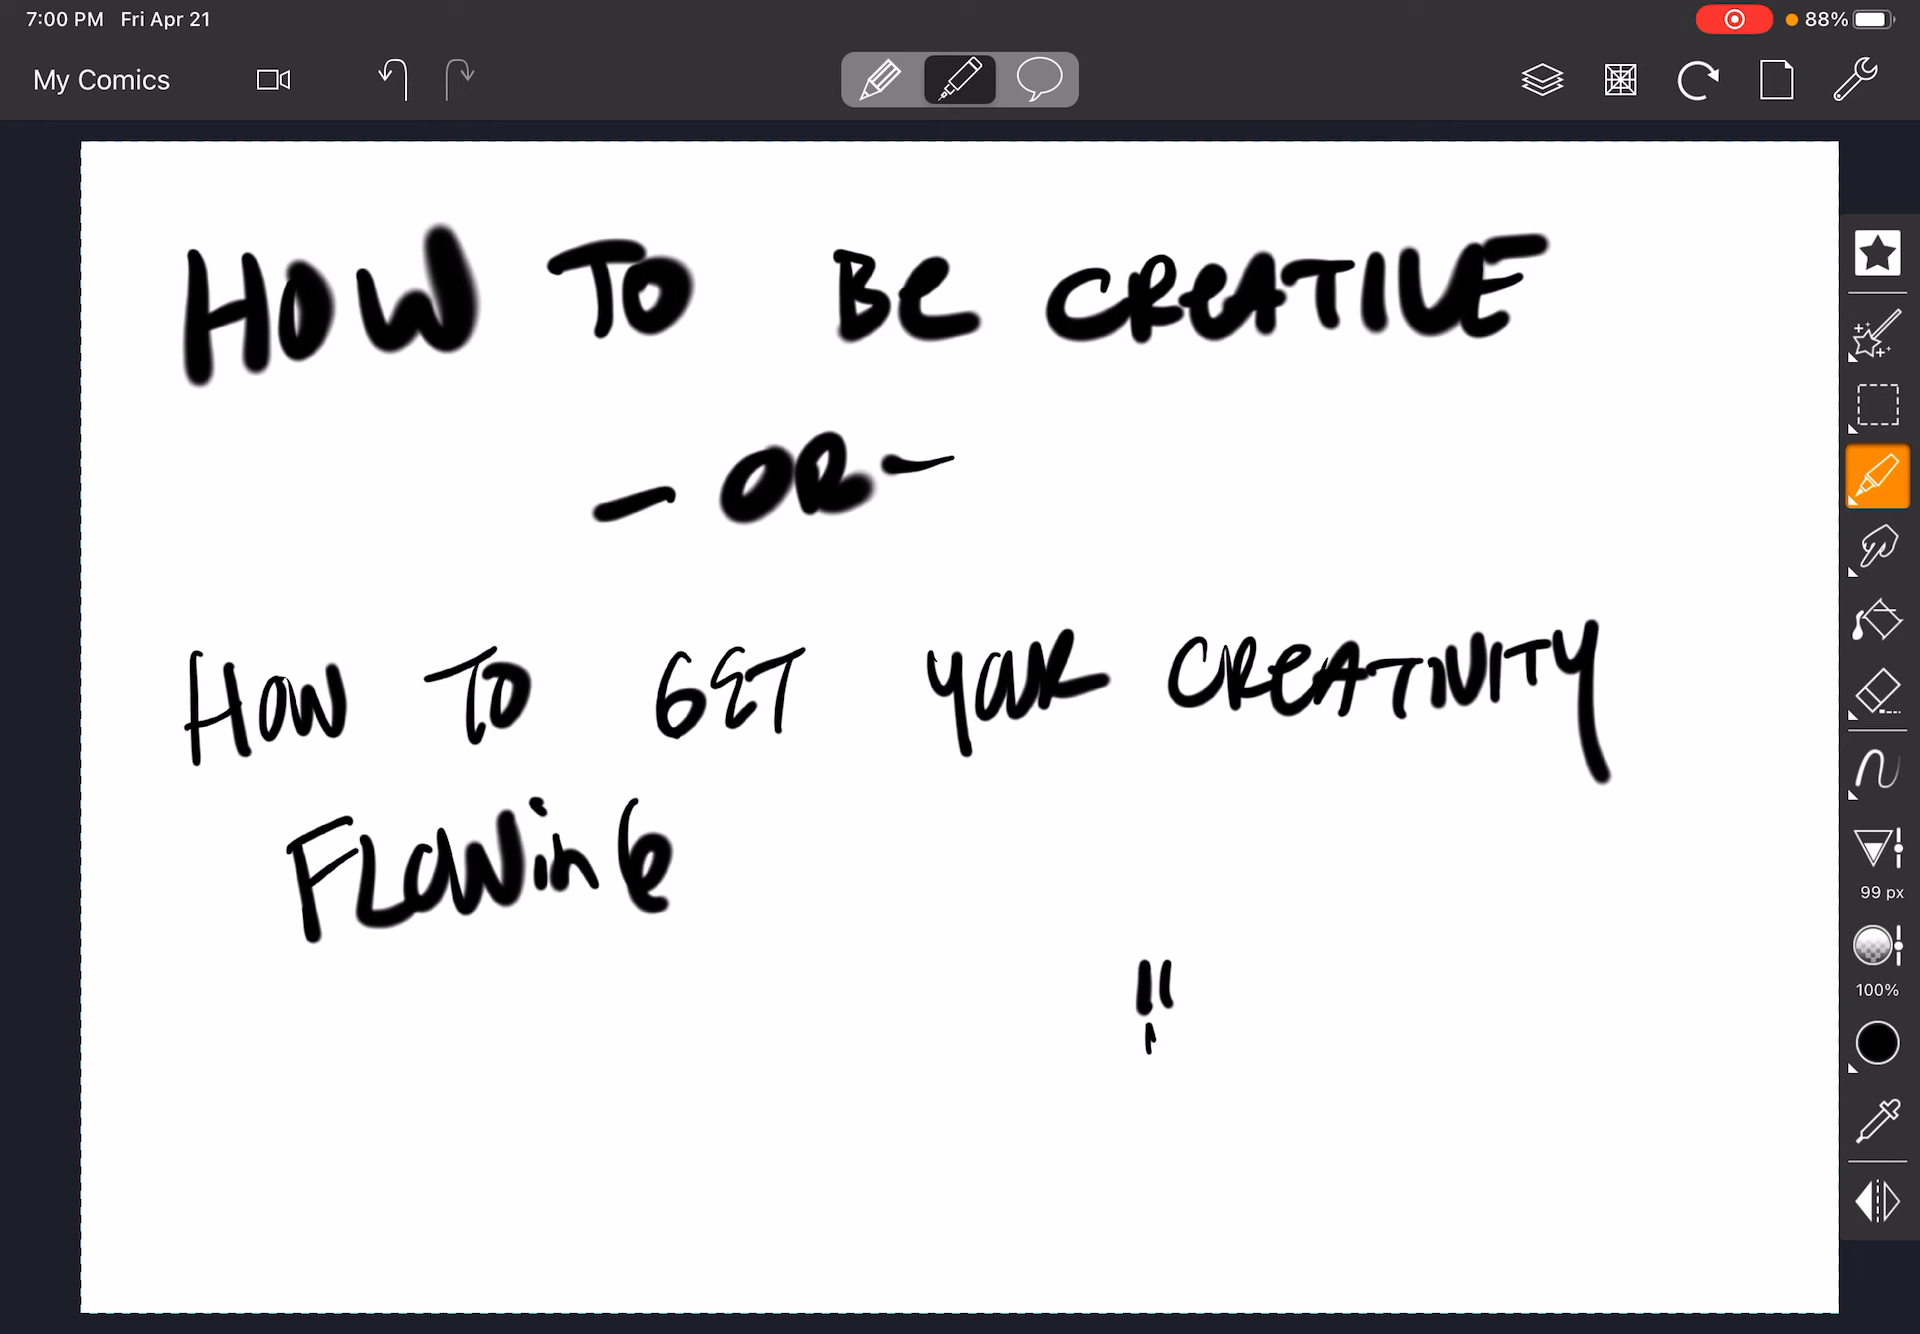 7:00 PM Fri Apr 21 88%
My Comics
HOW TO BE CREATIVE
- OR -
HOW TO GET YOUR CREATIVITY
FLOWinG
!!
99 px
100%